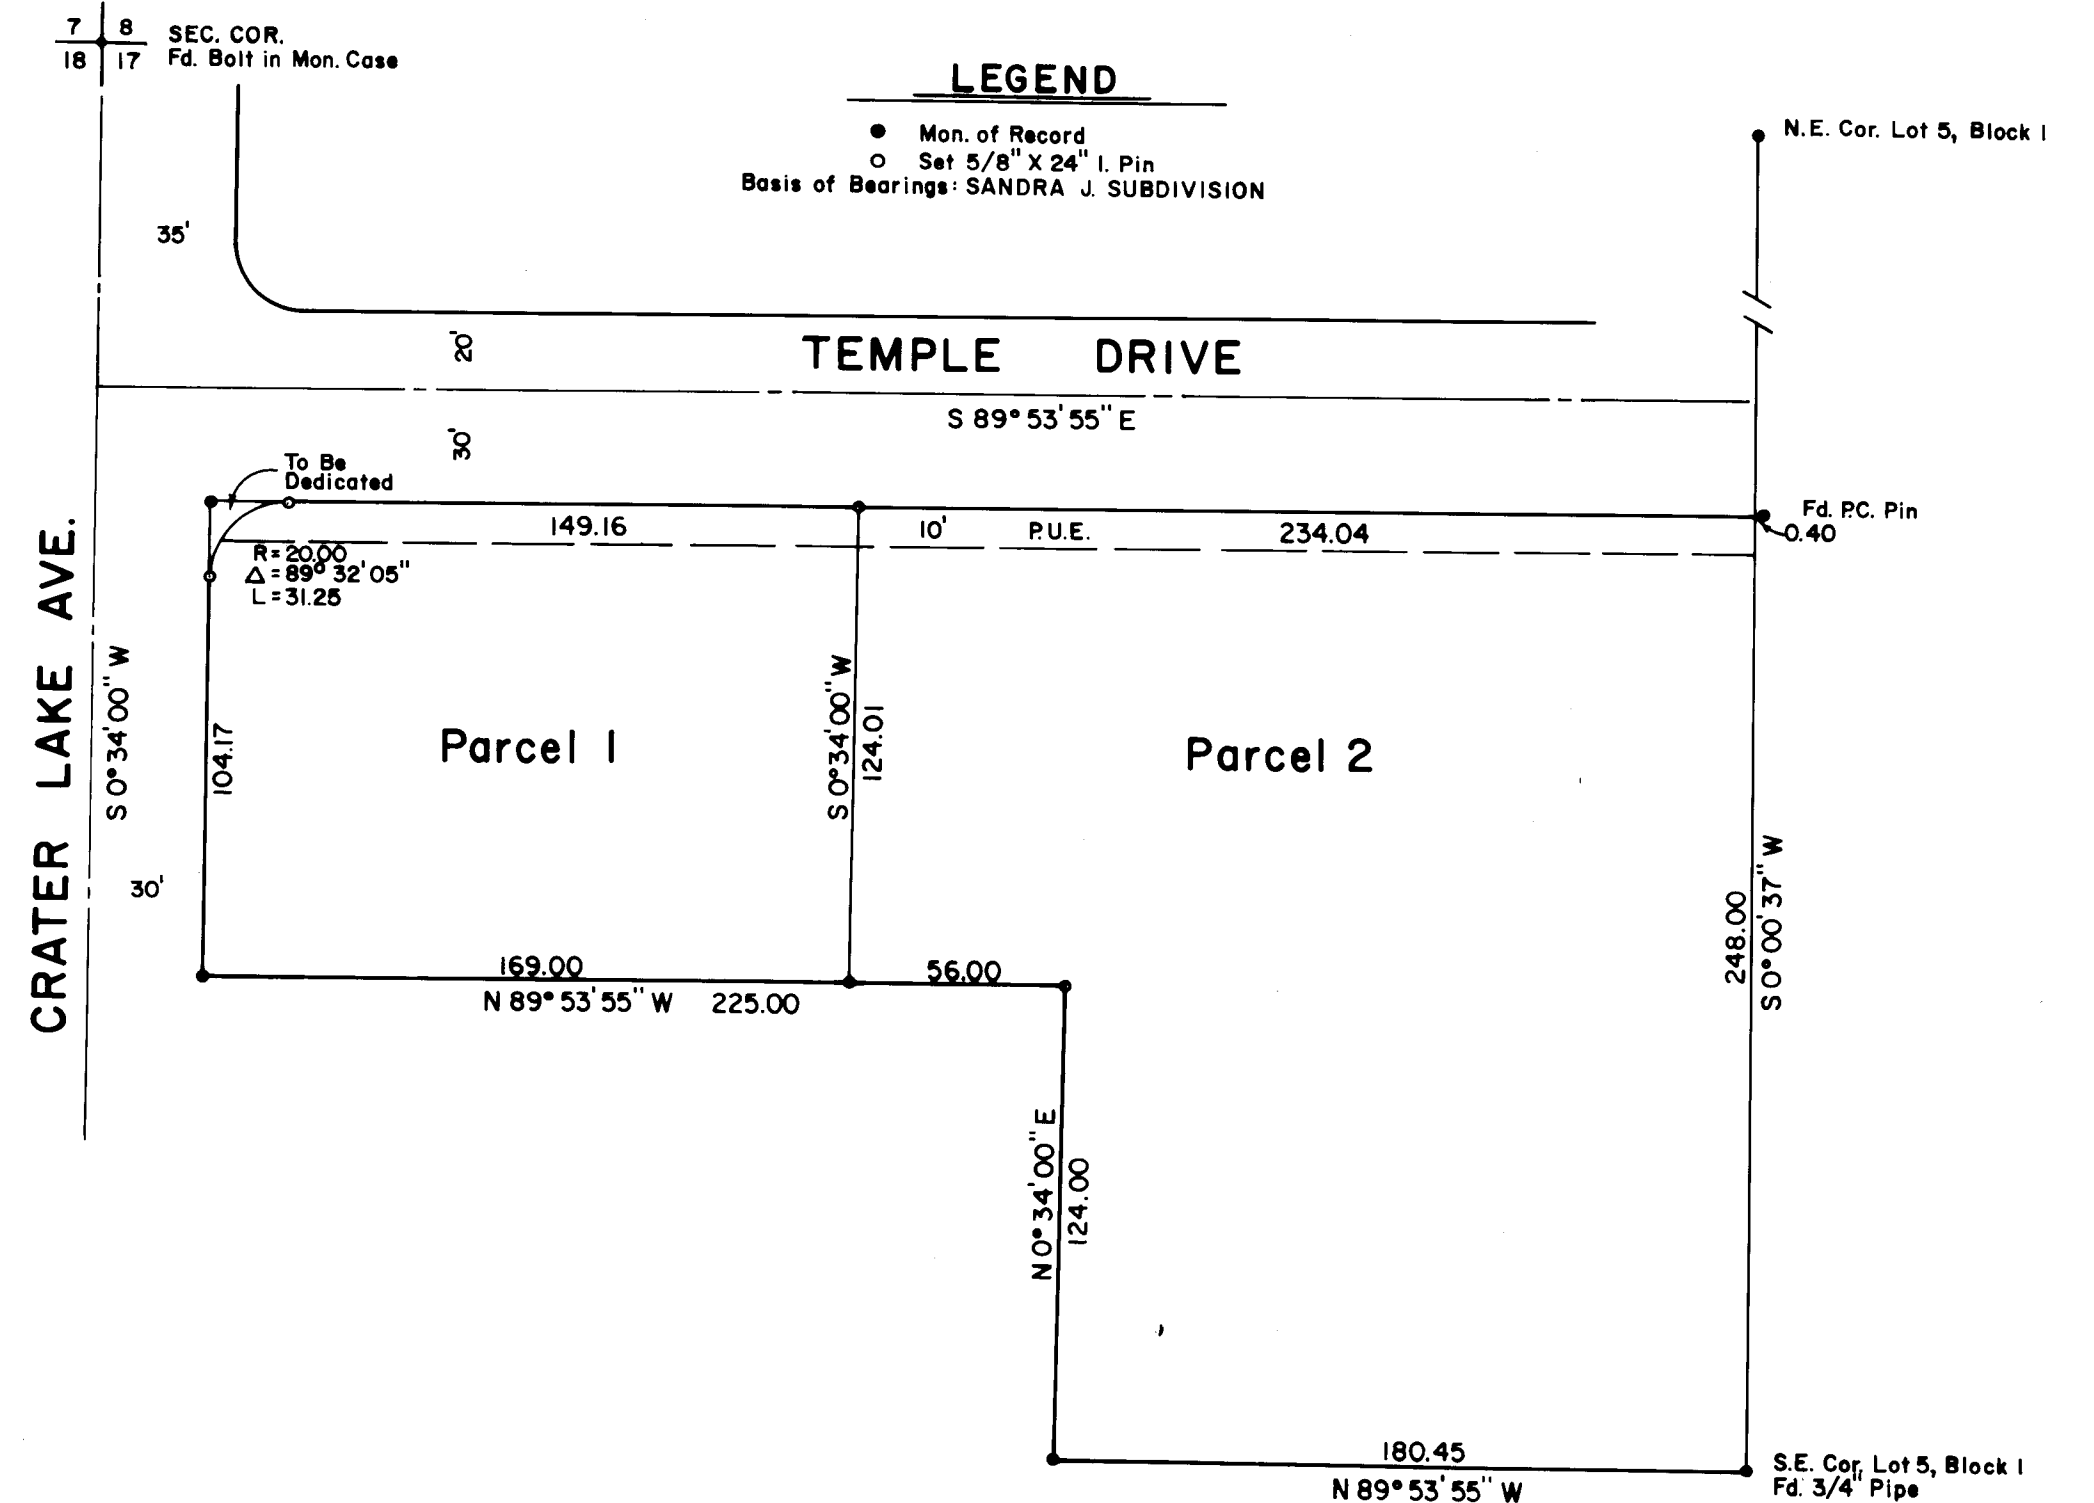 7 8
18 17
SEC. COR.
Fd. Bolt in Mon. Case
LEGEND
Mon. of Record
Set 5/8" X 24" I. Pin
Basis of Bearings: SANDRA J. SUBDIVISION
N.E. Cor. Lot 5, Block 1
35'
20'
TEMPLE DRIVE
S 89° 53' 55" E
30'
To Be
Dedicated
149.16
10' P.U.E.
234.04
Fd. P.C. Pin
0.40
R=20.00
Δ=89° 32' 05"
L=31.25
CRATER LAKE AVE.
S 0° 34' 00" W
104.17
Parcel 1
S 0° 34' 00" W
124.01
Parcel 2
30'
248.00
S 0° 00' 37" W
169.00
56.00
N 89° 53' 55" W 225.00
N 0° 34' 00" E
124.00
180.45
N 89° 53' 55" W
S.E. Cor. Lot 5, Block 1
Fd. 3/4" Pipe